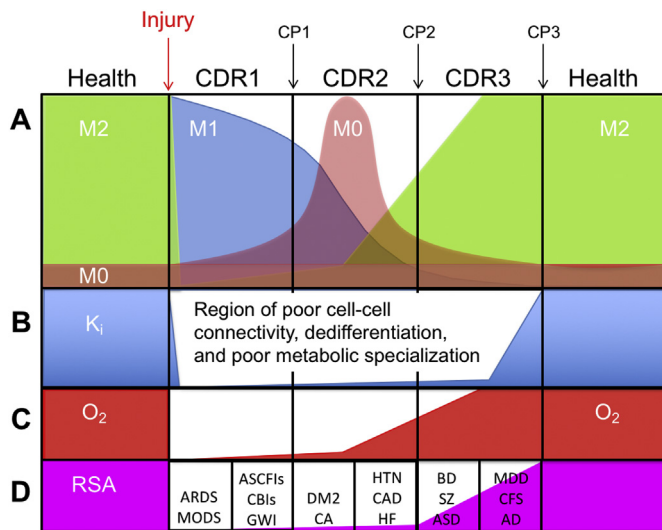 Injury
CP1 CP2 CP3
Health CDR1 CDR2 CDR3 Health
A
M2 M1 M0 M2
M0
B
Ki
Region of poor cell-cell
connectivity, dedifferentiation,
and poor metabolic specialization
C
O2 O2
D
RSA
ARDS
MODS
ASCFIs
CBIs
GWI
DM2
CA
HTN
CAD
HF
BD
SZ
ASD
MDD
CFS
AD